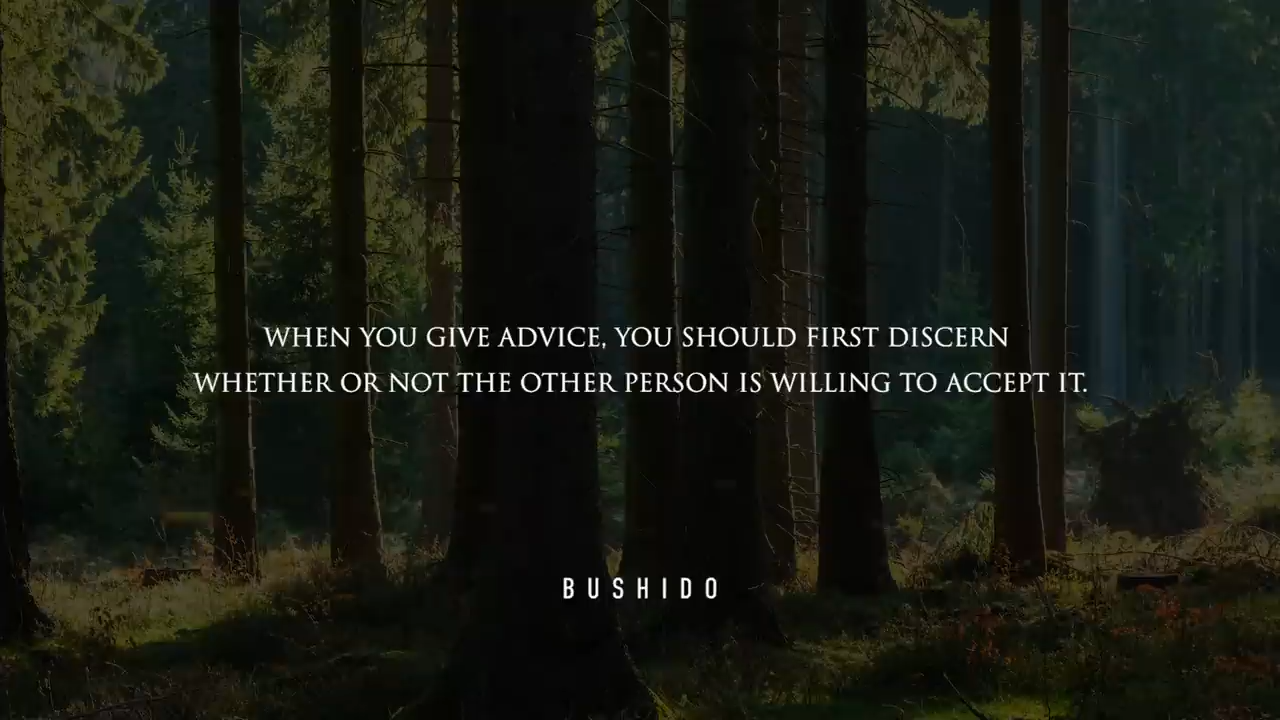 WHEN YOU GIVE ADVICE, YOU SHOULD FIRST DISCERN
WHETHER OR NOT THE OTHER PERSON IS WILLING TO ACCEPT IT.
BUSHIDO